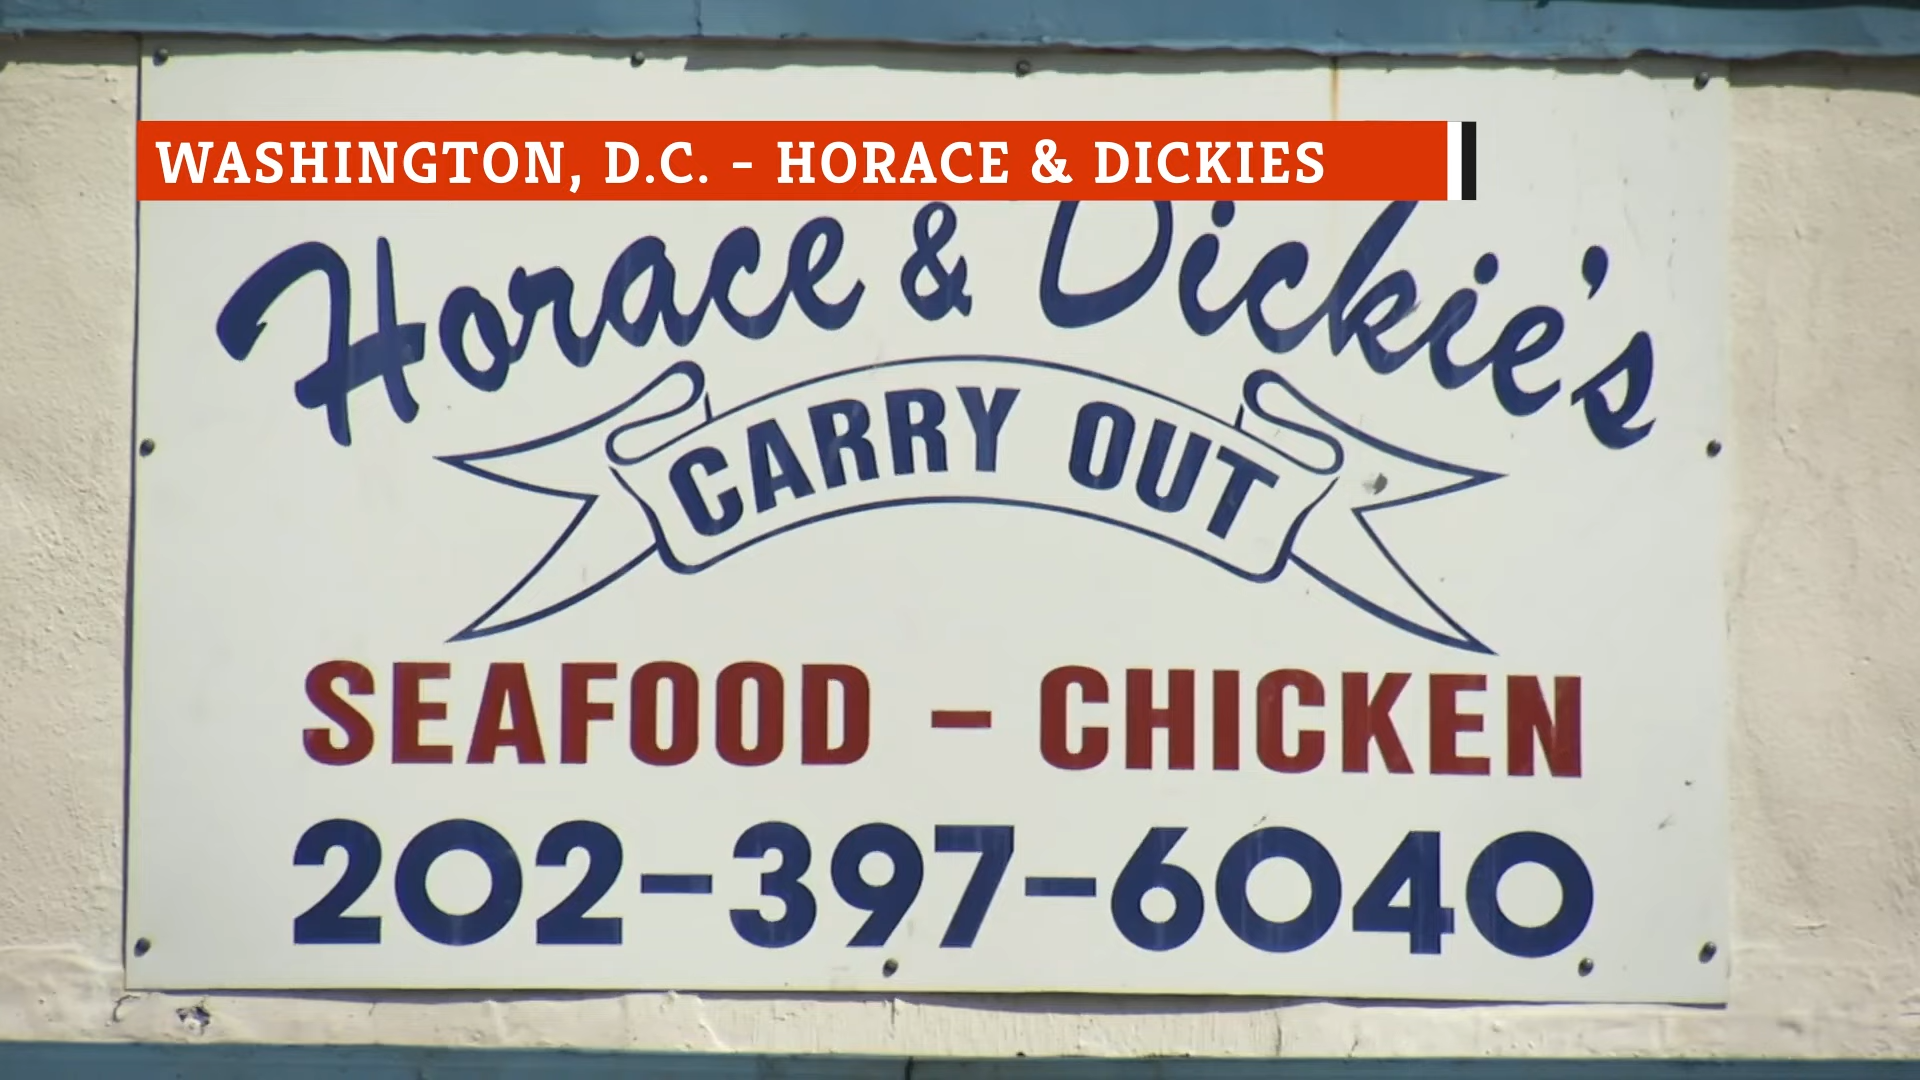 WASHINGTON, D.C. - HORACE & DICKIES
Horace & Dickie's
CARRY OUT
SEAFOOD - CHICKEN
202-397-6040